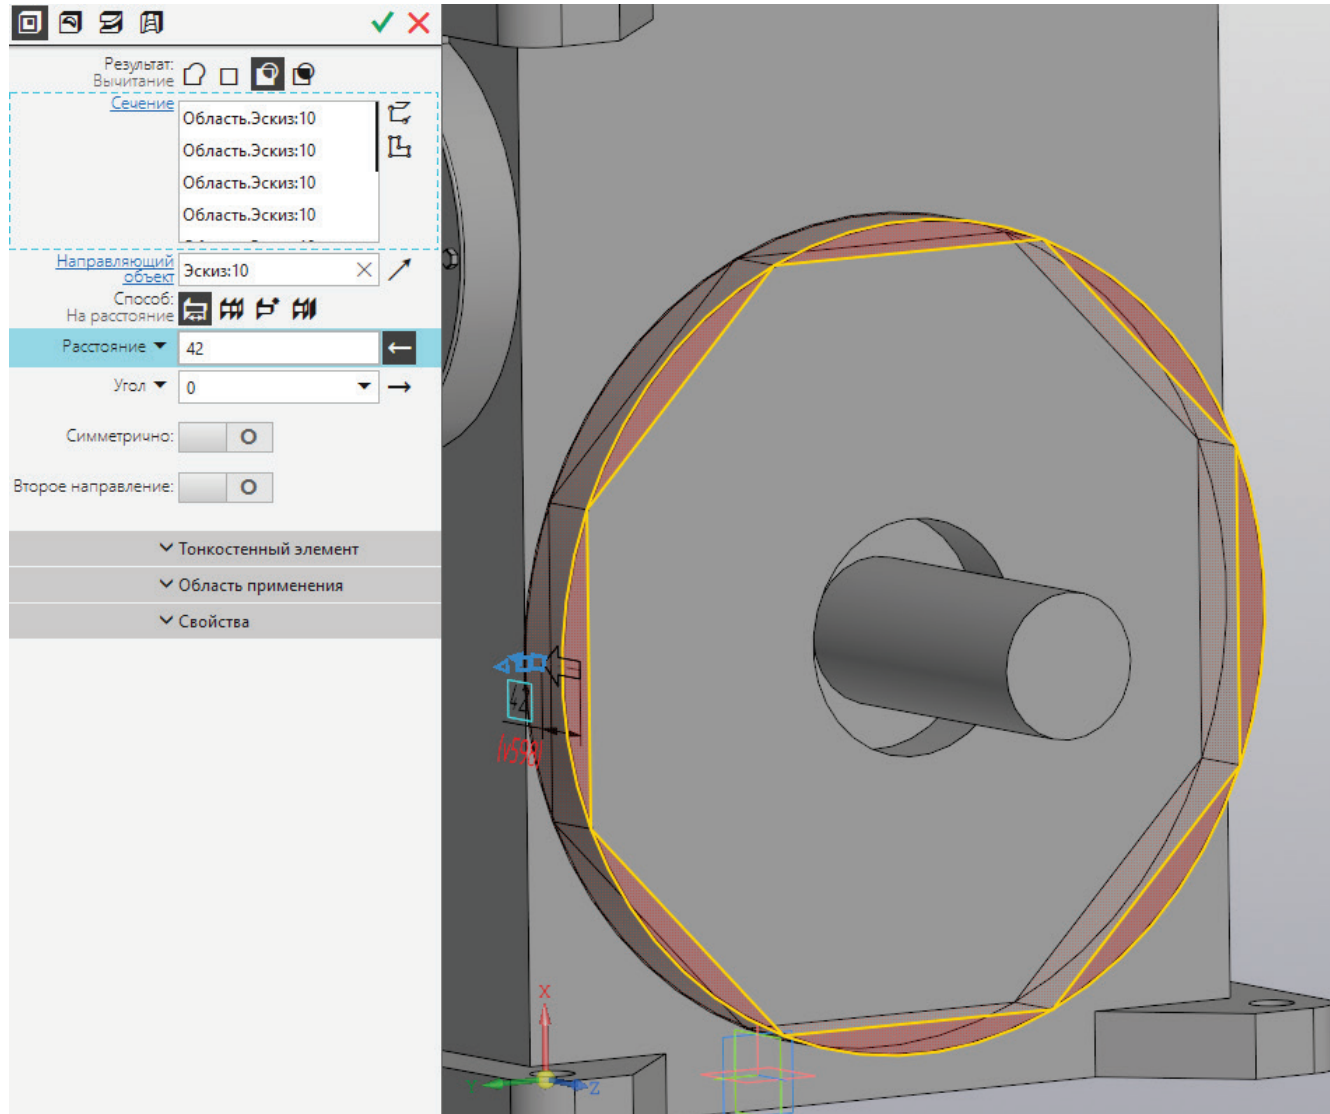 Результат:
Вычитание
Сечение
Область.Эскиз:10
Область.Эскиз:10
Область.Эскиз:10
Область.Эскиз:10
Направляющий
объект
Эскиз:10
Способ:
На расстояние
Расстояние
42
Угол
0
Симметрично:
Второе направление:
Тонкостенный элемент
Область применения
Свойства
42
(v598)
X
Y
Z